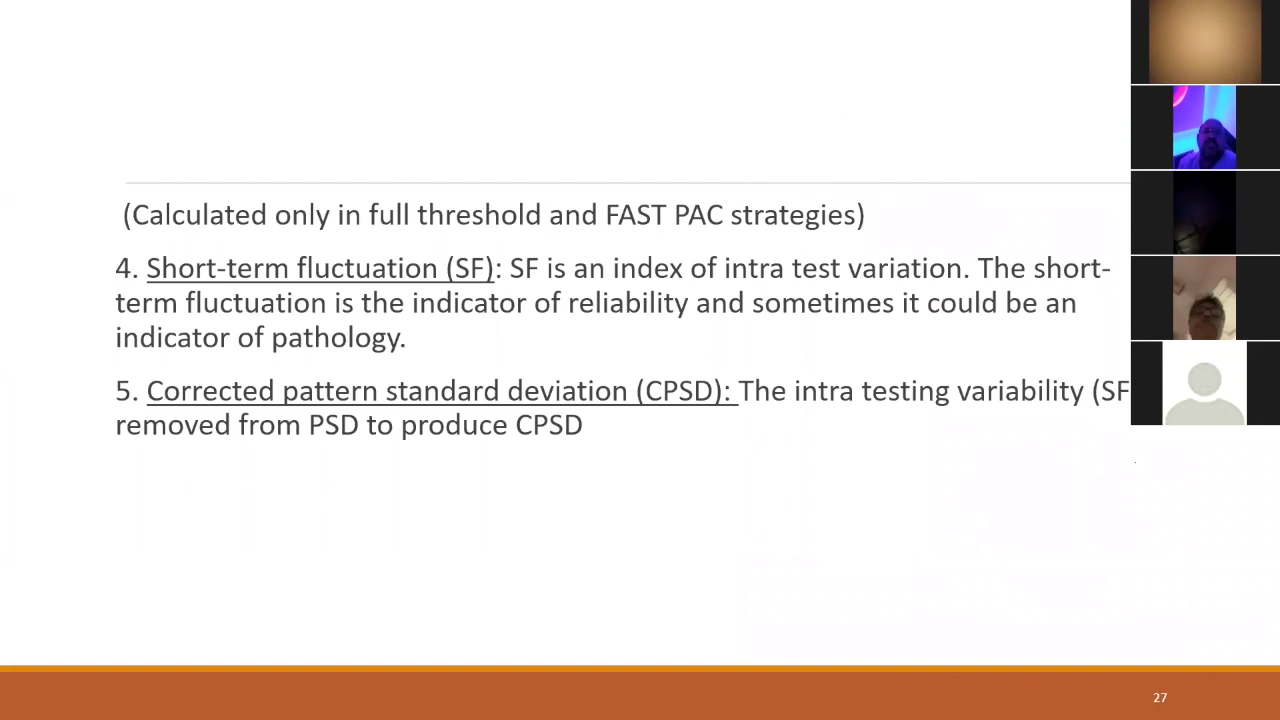 (Calculated only in full threshold and FAST PAC strategies)
4. Short-term fluctuation (SF): SF is an index of intra test variation. The short-
term fluctuation is the indicator of reliability and sometimes it could be an
indicator of pathology.
5. Corrected pattern standard deviation (CPSD): The intra testing variability (SF
removed from PSD to produce CPSD
27